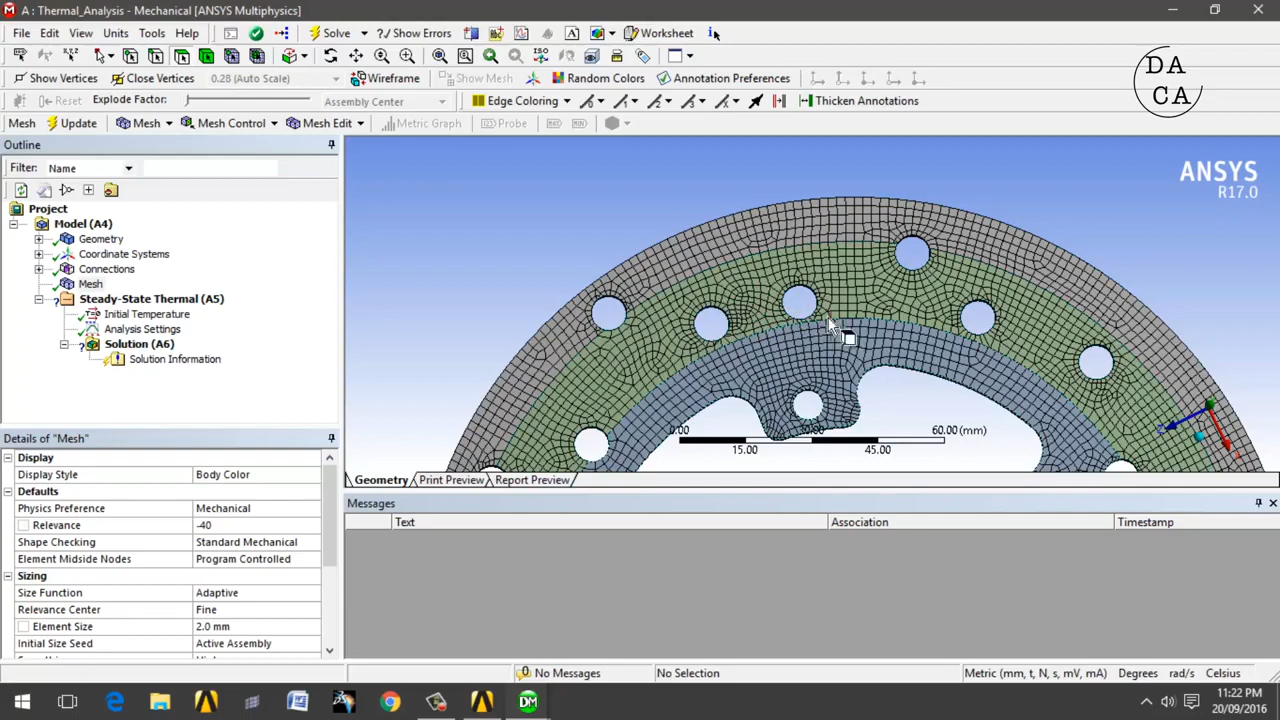 A : Thermal_Analysis - Mechanical [ANSYS Multiphysics]
File Edit View Units Tools Help Solve Show Errors A Worksheet
Show Vertices Close Vertices 0.28 (Auto Scale) Wireframe Show Mesh Random Colors Annotation Preferences
Reset Explode Factor: Assembly Center Edge Coloring Thicken Annotations
Mesh Update Mesh Mesh Control Mesh Edit Metric Graph Probe
DA
CA
Outline
Filter: Name
Project
Model (A4)
Geometry
Coordinate Systems
Connections
Mesh
Steady-State Thermal (A5)
Initial Temperature
Analysis Settings
Solution (A6)
Solution Information
ANSYS
R17.0
0.00 60.00 (mm)
15.00 45.00
Geometry Print Preview Report Preview
Details of "Mesh"
Display
Display Style Body Color
Defaults
Physics Preference Mechanical
Relevance -40
Shape Checking Standard Mechanical
Element Midside Nodes Program Controlled
Sizing
Size Function Adaptive
Relevance Center Fine
Element Size 2.0 mm
Initial Size Seed Active Assembly
Messages
Text Association Timestamp
No Messages No Selection Metric (mm, t, N, s, mV, mA) Degrees rad/s Celsius
DM
11:22 PM
20/09/2016